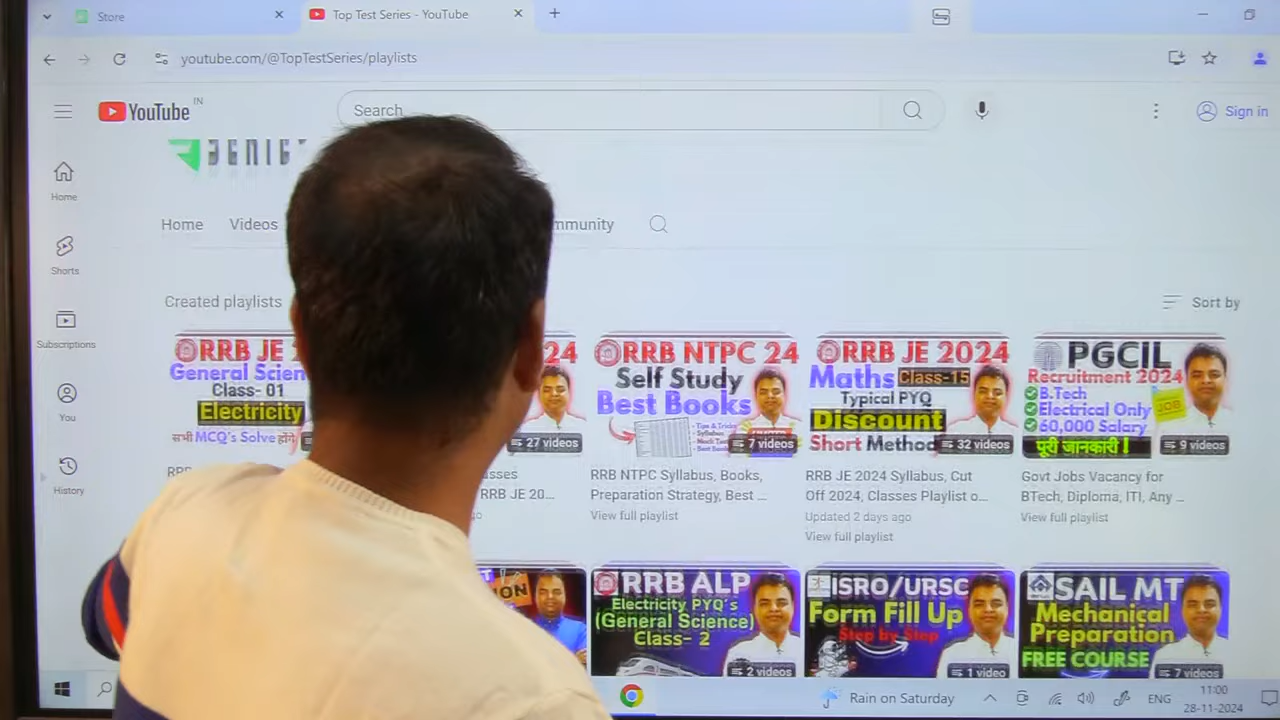 Store
Top Test Series - YouTube
youtube.com/@TopTestSeries/playlists
YouTube IN
Search
Sign in
Home
Shorts
Subscriptions
You
History
Home
Videos
Created playlists
Sort by
RRB JE
Class- 01
Electricity
सभी MCQ's Solve होंगे
24
27 videos
RRB JE 20...
RRB NTPC 24
Self Study
Best Books
7 videos
RRB NTPC Syllabus, Books,
Preparation Strategy, Best ...
View full playlist
RRB JE 2024
Maths Class-15
Typical PYQ
Discount
Short Method
32 videos
RRB JE 2024 Syllabus, Cut
Off 2024, Classes Playlist o...
Updated 2 days ago
View full playlist
PGCIL
Recruitment 2024
B.Tech
Electrical Only
60,000 Salary
पूरी जानकारी !
JOB
9 videos
Govt Jobs Vacancy for
BTech, Diploma, ITI, Any ...
View full playlist
RRB ALP
Electricity PYQ's
(General Science)
Class- 2
2 videos
ISRO/URSC
Form Fill Up
Step by Step
1 video
SAIL MT
Mechanical
Preparation
FREE COURSE
7 videos
Rain on Saturday
ENG
11:00
28-11-2024